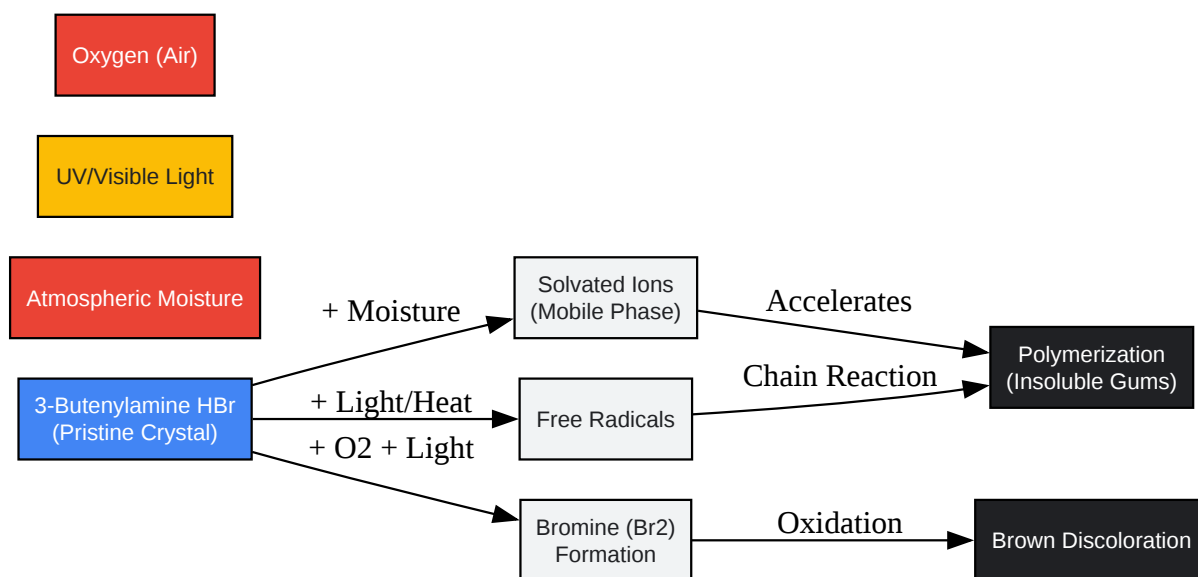 Oxygen (Air)
UV/Visible Light
Atmospheric Moisture
3-Butenylamine HBr
(Pristine Crystal)
+ Moisture
+ Light/Heat
+ O2 + Light
Solvated Ions
(Mobile Phase)
Free Radicals
Bromine (Br2)
Formation
Accelerates
Chain Reaction
Oxidation
Polymerization
(Insoluble Gums)
Brown Discoloration